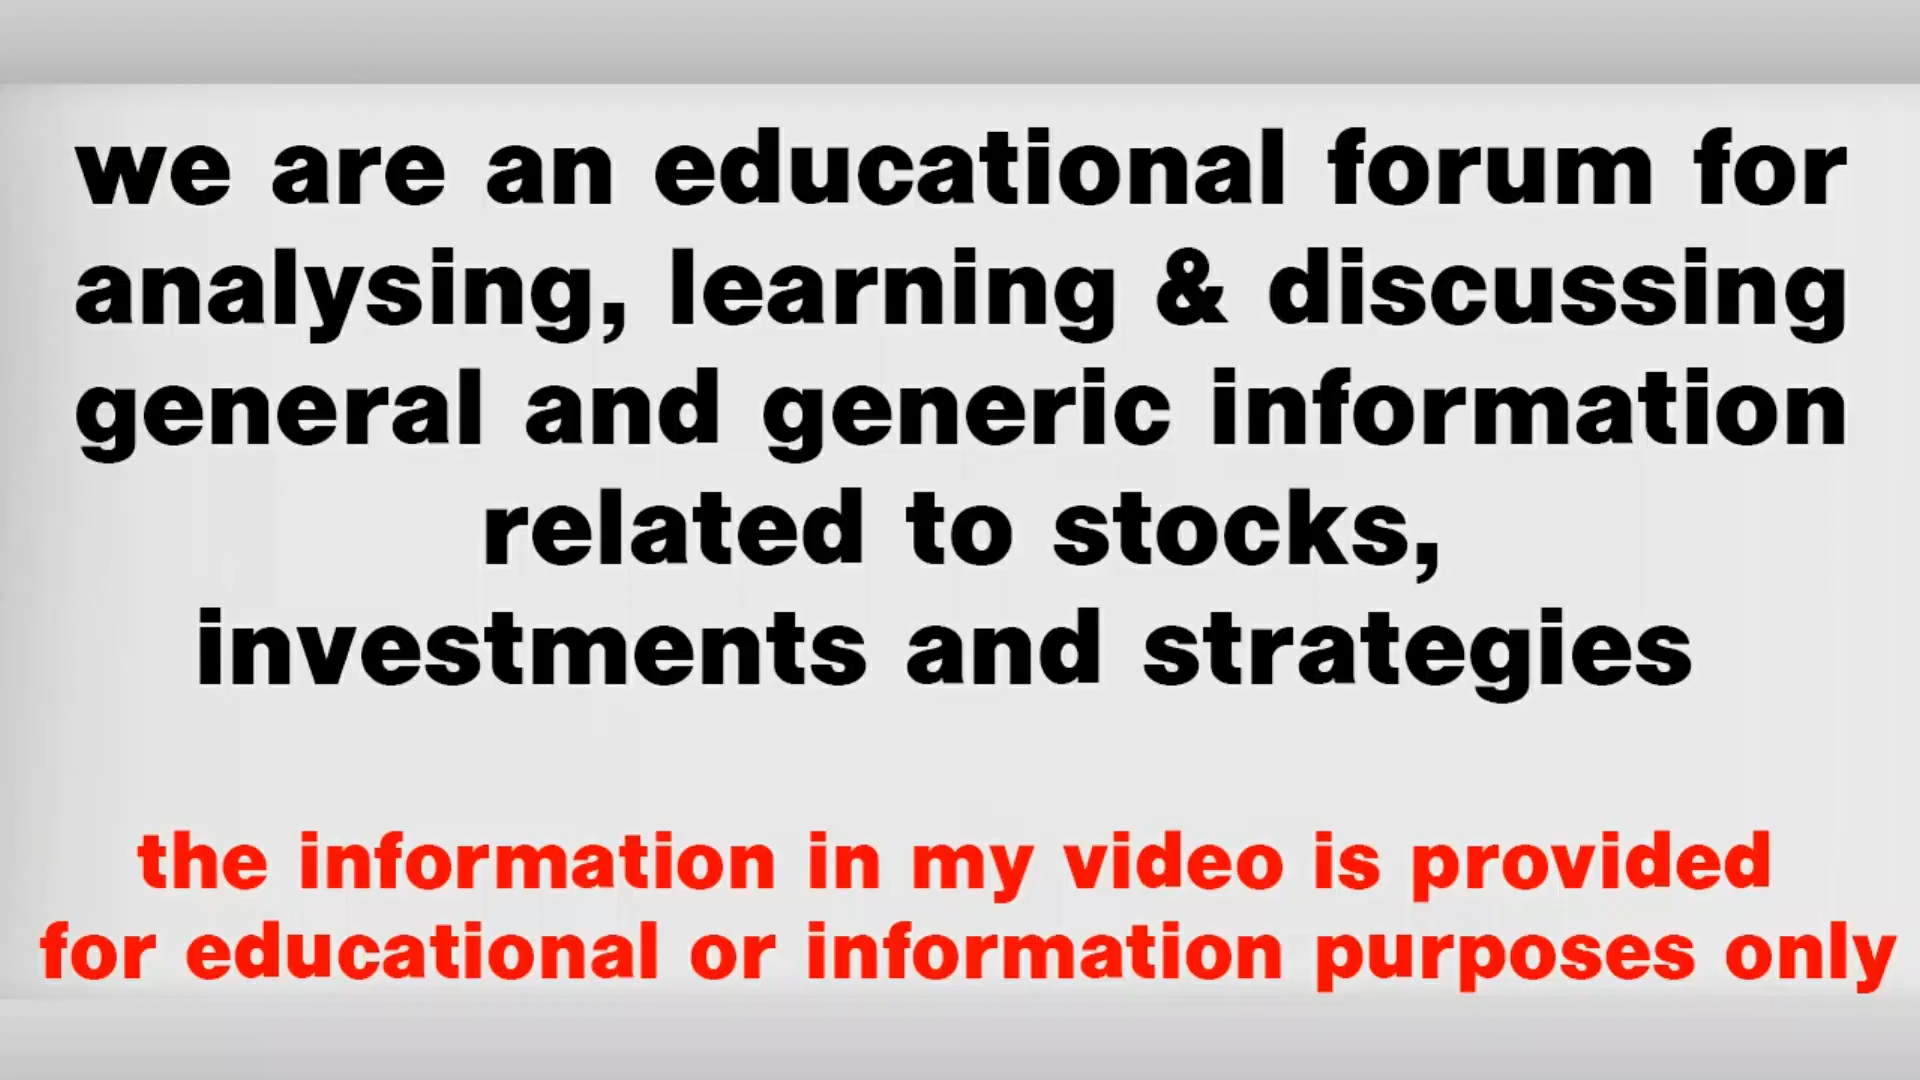 we are an educational forum for
analysing, learning & discussing
general and generic information
related to stocks,
investments and strategies
the information in my video is provided
for educational or information purposes only